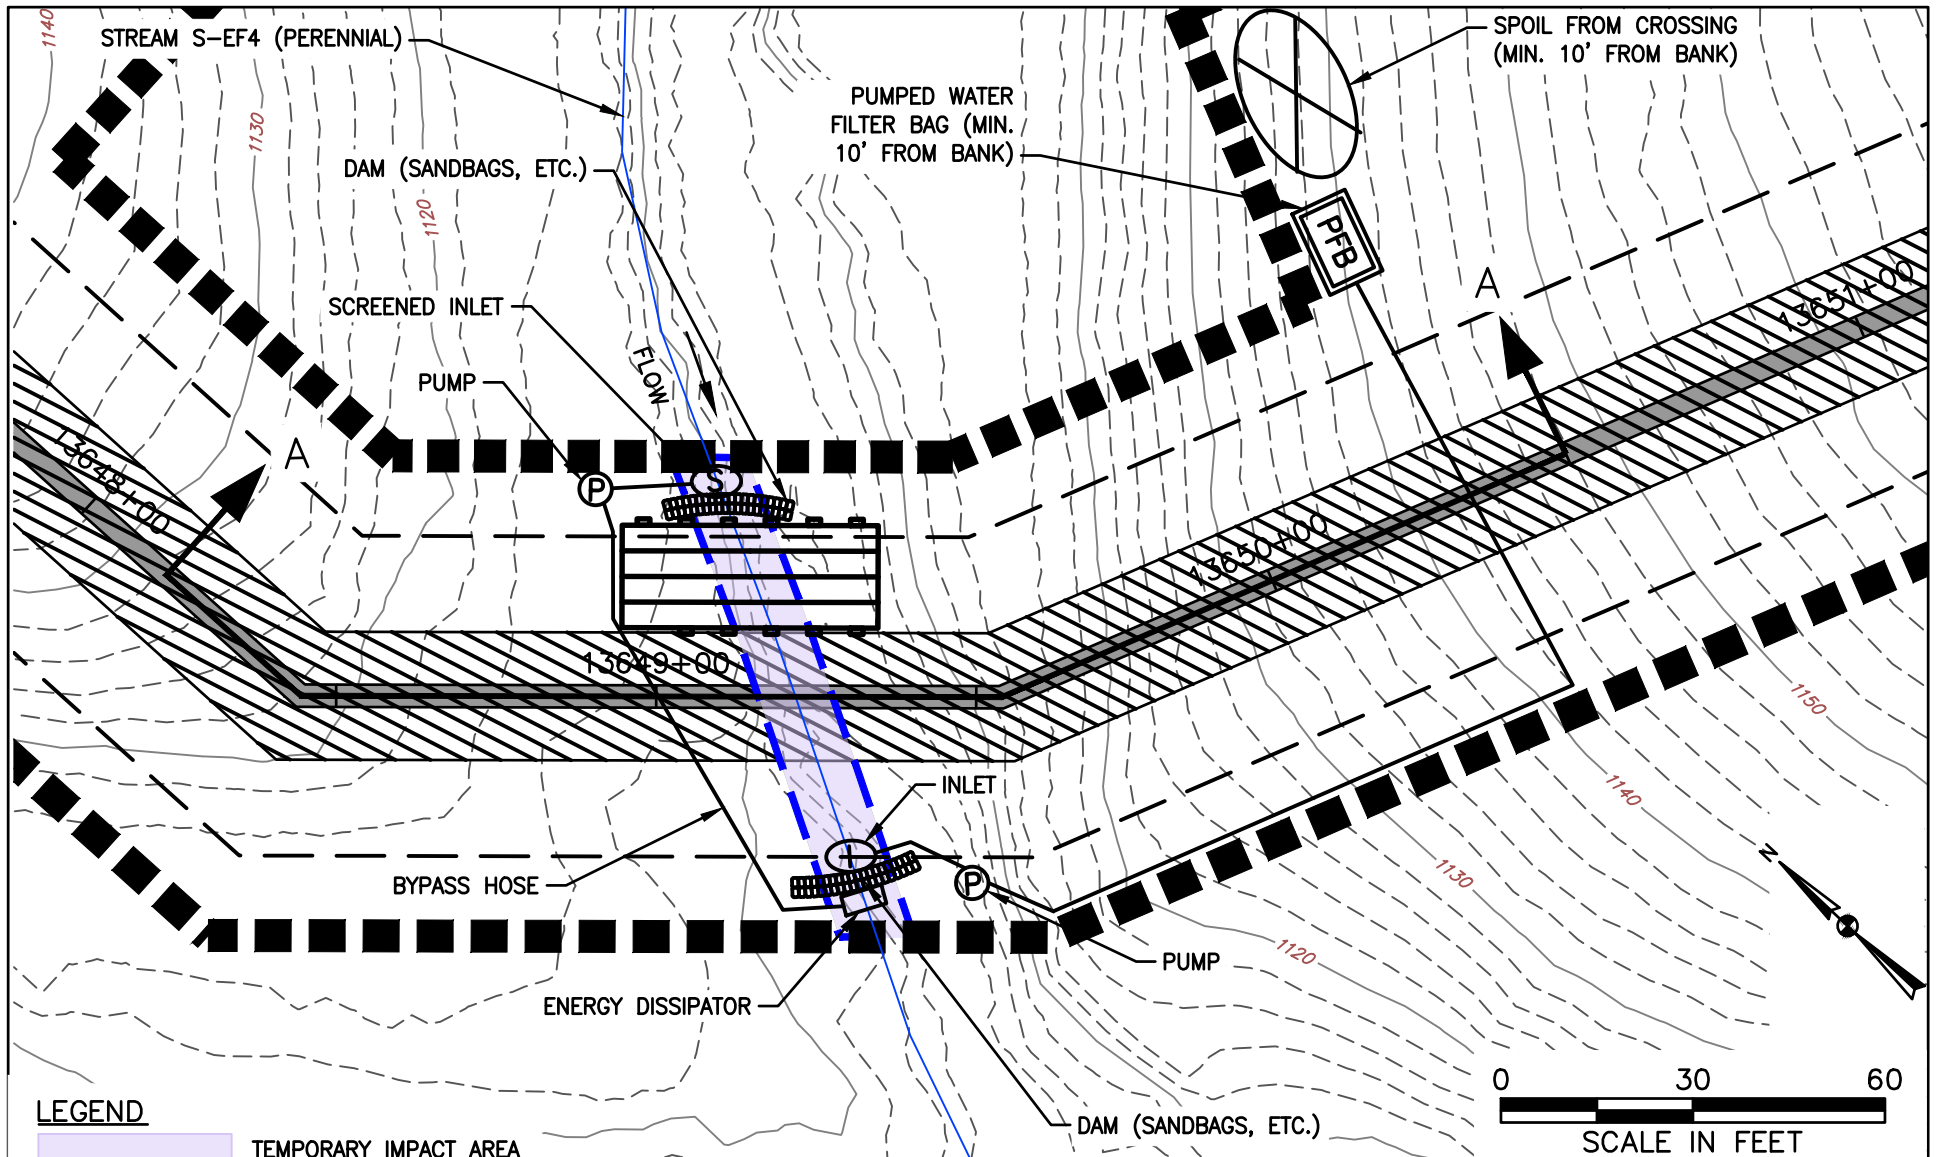 1140
STREAM S-EF4 (PERENNIAL)
SPOIL FROM CROSSING
(MIN. 10' FROM BANK)
PUMPED WATER
FILTER BAG (MIN.
10' FROM BANK)
1130
DAM (SANDBAGS, ETC.)
1120
PFB
SCREENED INLET
A
13651+00
FLOW
PUMP
A
13648+00
S
P
13650+00
13649+00
1150
INLET
1140
BYPASS HOSE
P
I
1130
N
PUMP
1120
ENERGY DISSIPATOR
DAM (SANDBAGS, ETC.)
0 30 60
SCALE IN FEET
LEGEND
TEMPORARY IMPACT AREA